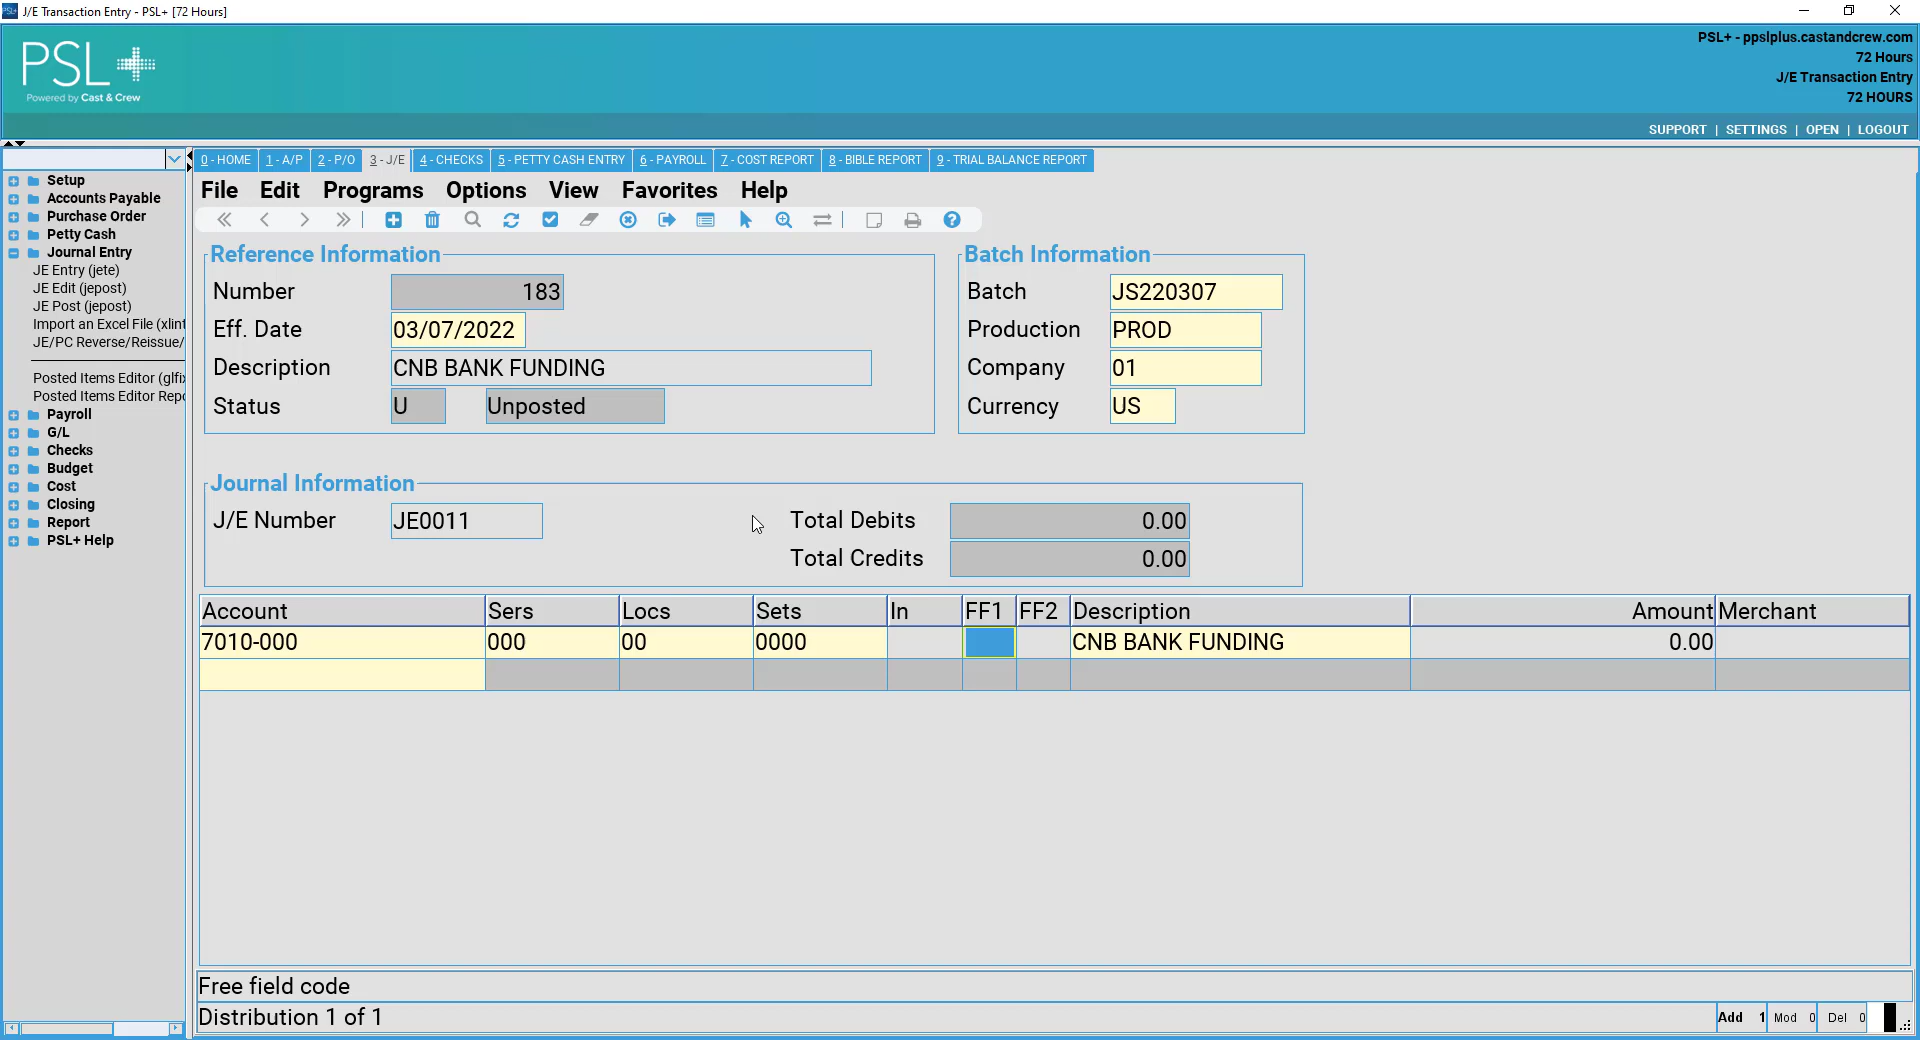 J/E Transaction Entry - PSL+ [72 Hours]
PSL+
Powered by Cast & Crew
PSL+ - ppslplus.castandcrew.com
72 Hours
J/E Transaction Entry
72 HOURS
SUPPORT | SETTINGS | OPEN | LOGOUT
0 - HOME 1 - A/P 2 - P/O 3 - J/E 4 - CHECKS 5 - PETTY CASH ENTRY 6 - PAYROLL 7 - COST REPORT 8 - BIBLE REPORT 9 - TRIAL BALANCE REPORT
File Edit Programs Options View Favorites Help
Setup
Accounts Payable
Purchase Order
Petty Cash
Journal Entry
JE Entry (jete)
JE Edit (jepost)
JE Post (jepost)
Import an Excel File (xlint
JE/PC Reverse/Reissue/
Posted Items Editor (glfix
Posted Items Editor Repo
Payroll
G/L
Checks
Budget
Cost
Closing
Report
PSL+ Help
Reference Information
Number 183
Eff. Date 03/07/2022
Description CNB BANK FUNDING
Status U Unposted
Batch Information
Batch JS220307
Production PROD
Company 01
Currency US
Journal Information
J/E Number JE0011
Total Debits 0.00
Total Credits 0.00
Account Sers Locs Sets In FF1 FF2 Description Amount Merchant
7010-000 000 00 0000 CNB BANK FUNDING 0.00
Free field code
Distribution 1 of 1
Add 1 Mod 0 Del 0